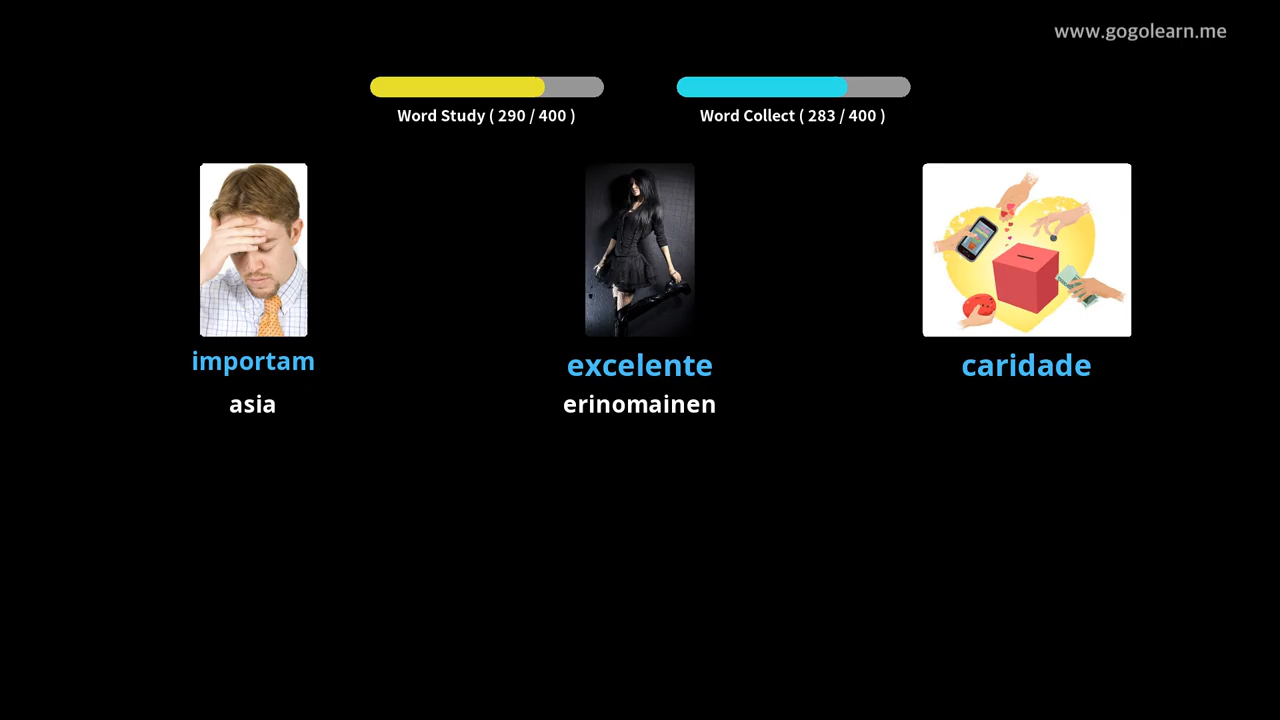 www.gogolearn.me
Word Study ( 290 / 400 )
Word Collect ( 283 / 400 )
importam
excelente
caridade
asia
erinomainen